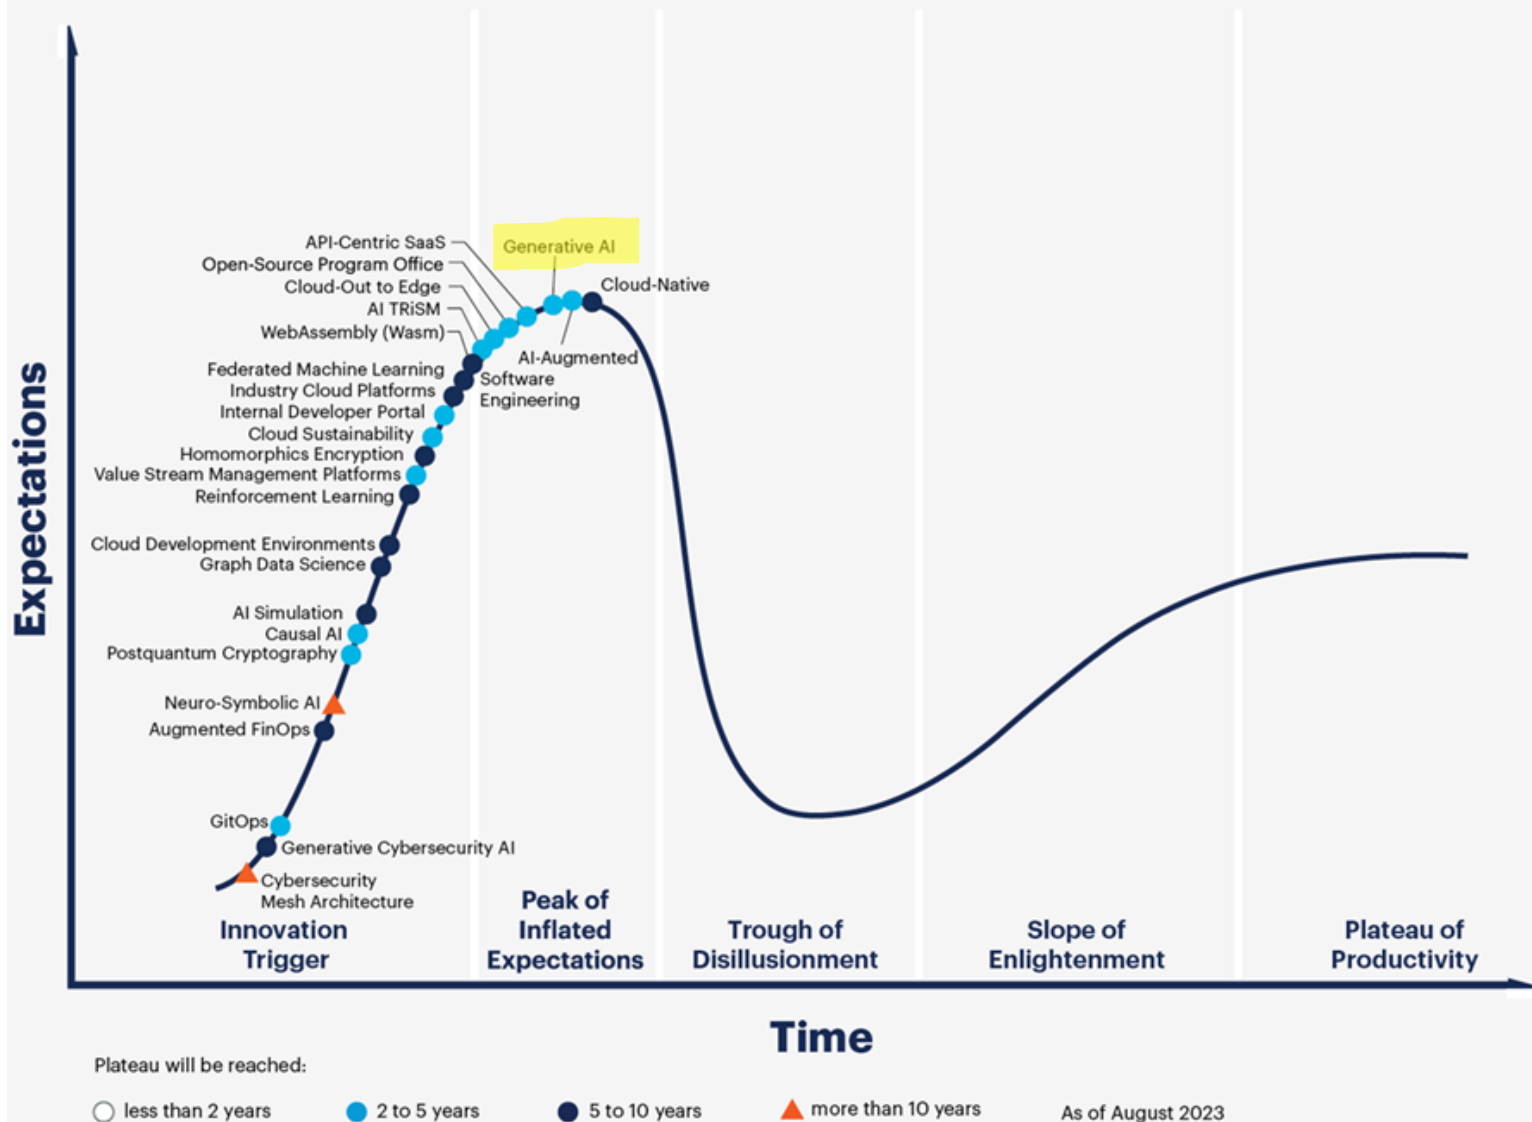 API-Centric SaaS
Generative AI
Open-Source Program Office
Cloud-Out to Edge
Cloud-Native
AI TRiSM
WebAssembly (Wasm)
AI-Augmented
Software
Engineering
Federated Machine Learning
Industry Cloud Platforms
Internal Developer Portal
Cloud Sustainability
Homomorphics Encryption
Value Stream Management Platforms
Reinforcement Learning
Cloud Development Environments
Graph Data Science
AI Simulation
Causal AI
Postquantum Cryptography
Neuro-Symbolic AI
Augmented FinOps
GitOps
Generative Cybersecurity AI
Cybersecurity
Mesh Architecture
Expectations
Innovation
Trigger
Peak of
Inflated
Expectations
Trough of
Disillusionment
Slope of
Enlightenment
Plateau of
Productivity
Time
Plateau will be reached:
less than 2 years
2 to 5 years
5 to 10 years
more than 10 years
As of August 2023